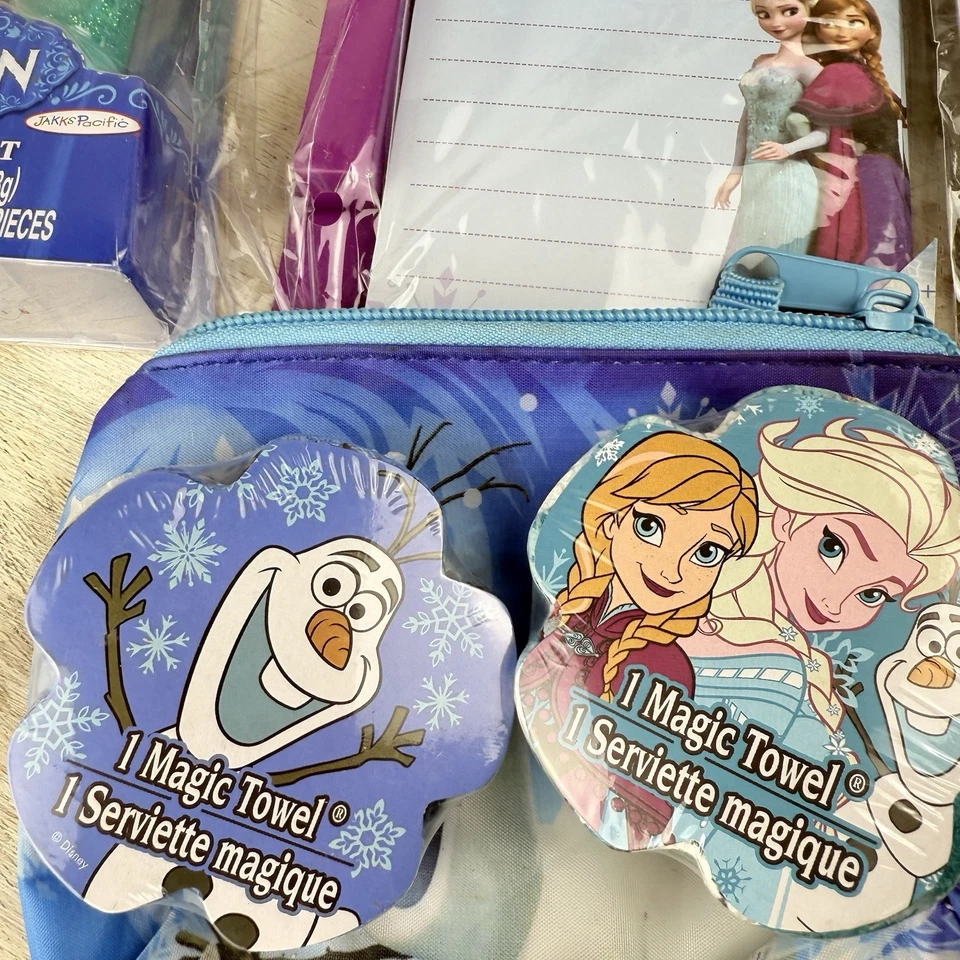 N
JAKKS Pacific
T
g)
PIECES
1 Magic Towel®
1 Serviette magique
© Disney
1 Magic Towel®
1 Serviette magique